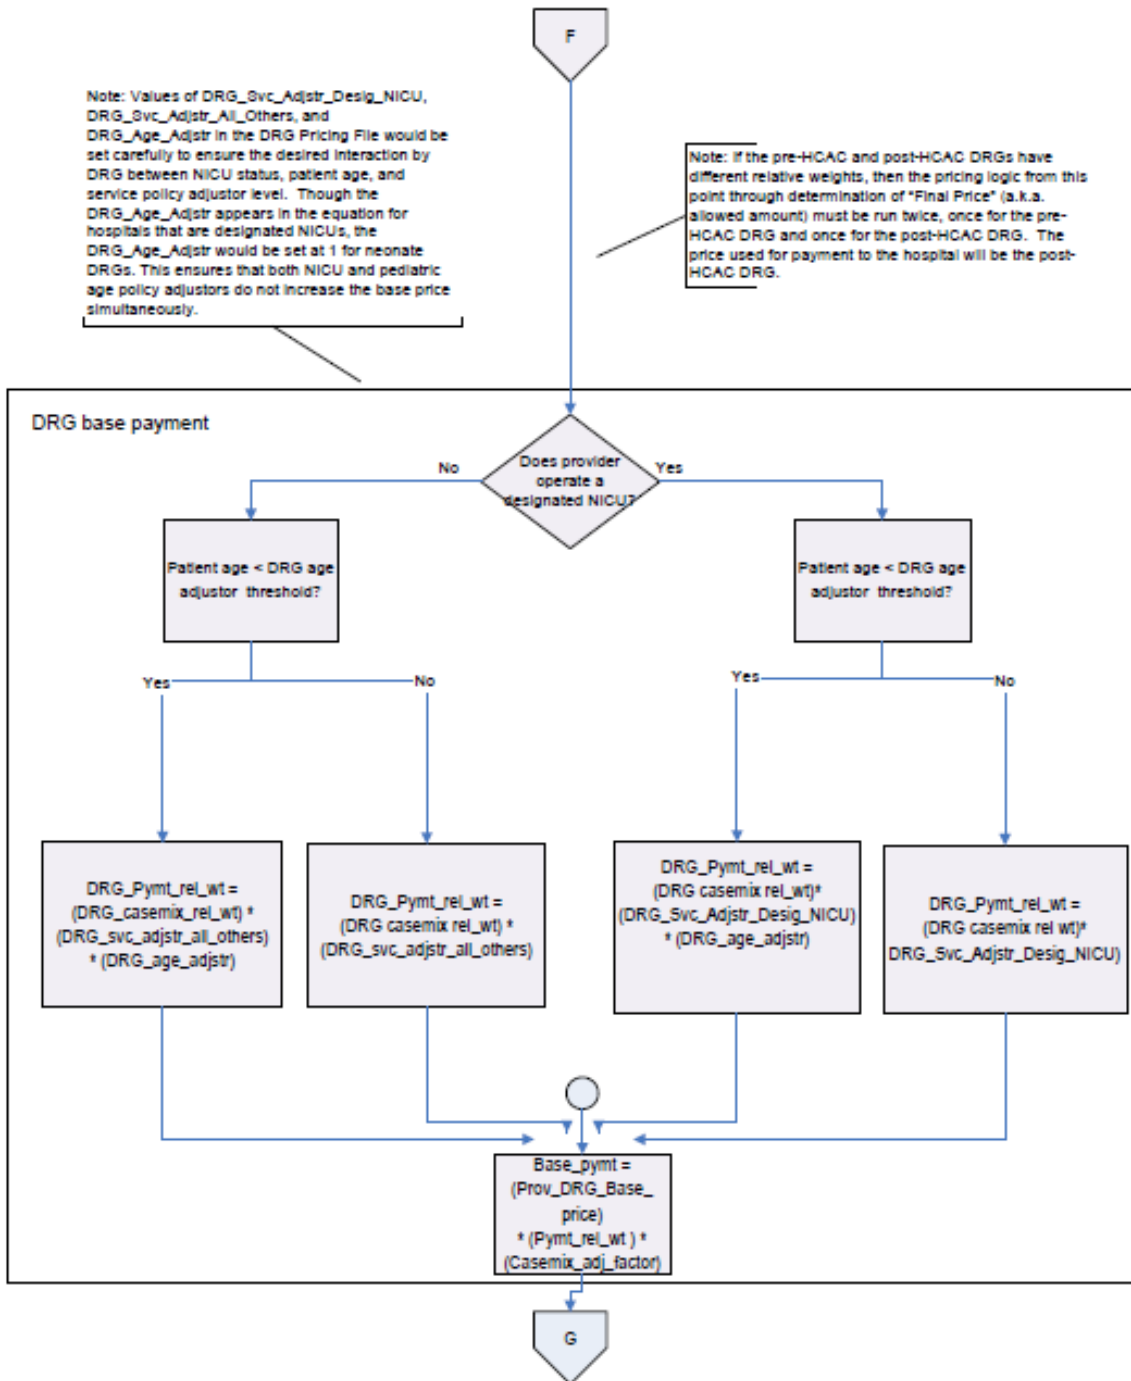 F
Note: Values of DRG_Svc_Adjstr_Desig_NICU,
DRG_Svc_Adjstr_All_Others, and
DRG_Age_Adjstr in the DRG Pricing File would be
set carefully to ensure the desired interaction by
DRG between NICU status, patient age, and
service policy adjustor level.  Though the
DRG_Age_Adjstr appears in the equation for
hospitals that are designated NICUs, the
DRG_Age_Adjstr would be set at 1 for neonate
DRGs. This ensures that both NICU and pediatric
age policy adjustors do not increase the base price
simultaneously.
Note: If the pre-HCAC and post-HCAC DRGs have
different relative weights, then the pricing logic from this
point through determination of "Final Price" (a.k.a.
allowed amount) must be run twice, once for the pre-
HCAC DRG and once for the post-HCAC DRG.  The
price used for payment to the hospital will be the post-
HCAC DRG.
DRG base payment
Does provider
operate a
designated NICU?
No
Yes
Patient age < DRG age
adjustor  threshold?
Patient age < DRG age
adjustor  threshold?
Yes
No
Yes
No
DRG_Pymt_rel_wt =
(DRG_casemix_rel_wt) *
(DRG_svc_adjstr_all_others)
* (DRG_age_adjstr)
DRG_Pymt_rel_wt =
(DRG casemix rel_wt) *
(DRG_svc_adjstr_all_others)
DRG_Pymt_rel_wt =
(DRG casemix rel_wt)*
(DRG_Svc_Adjstr_Desig_NICU)
* (DRG_age_adjstr)
DRG_Pymt_rel_wt =
(DRG casemix rel wt)*
DRG_Svc_Adjstr_Desig_NICU)
Base_pymt =
(Prov_DRG_Base_
price)
* (Pymt_rel_wt ) *
(Casemix_adj_factor)
G